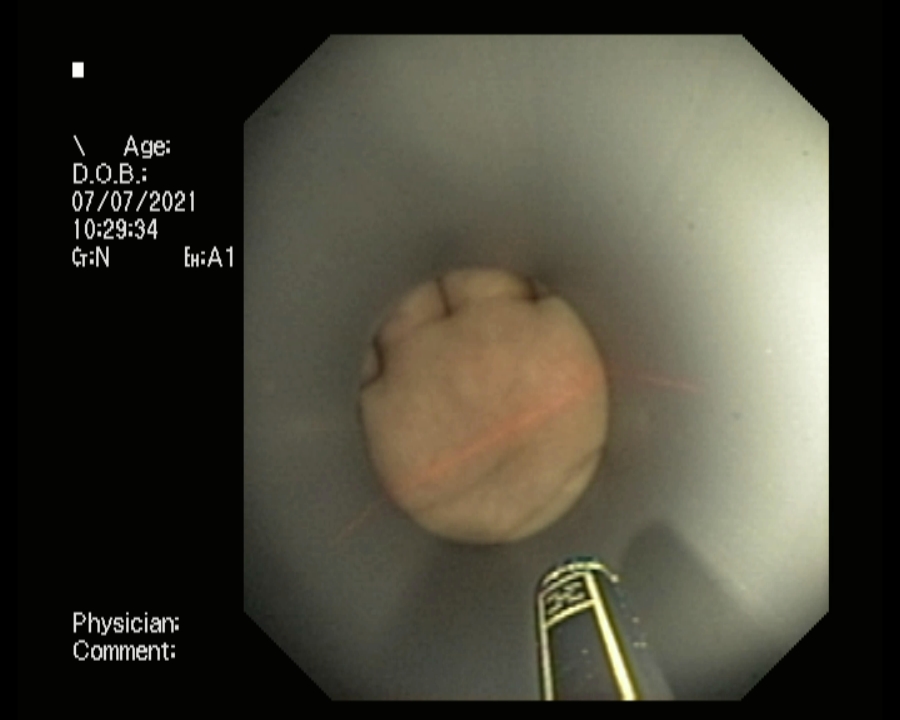 \ Age:
D.O.B.:
07/07/2021
10:29:34
Cr:N EH:A1
Physician:
Comment: